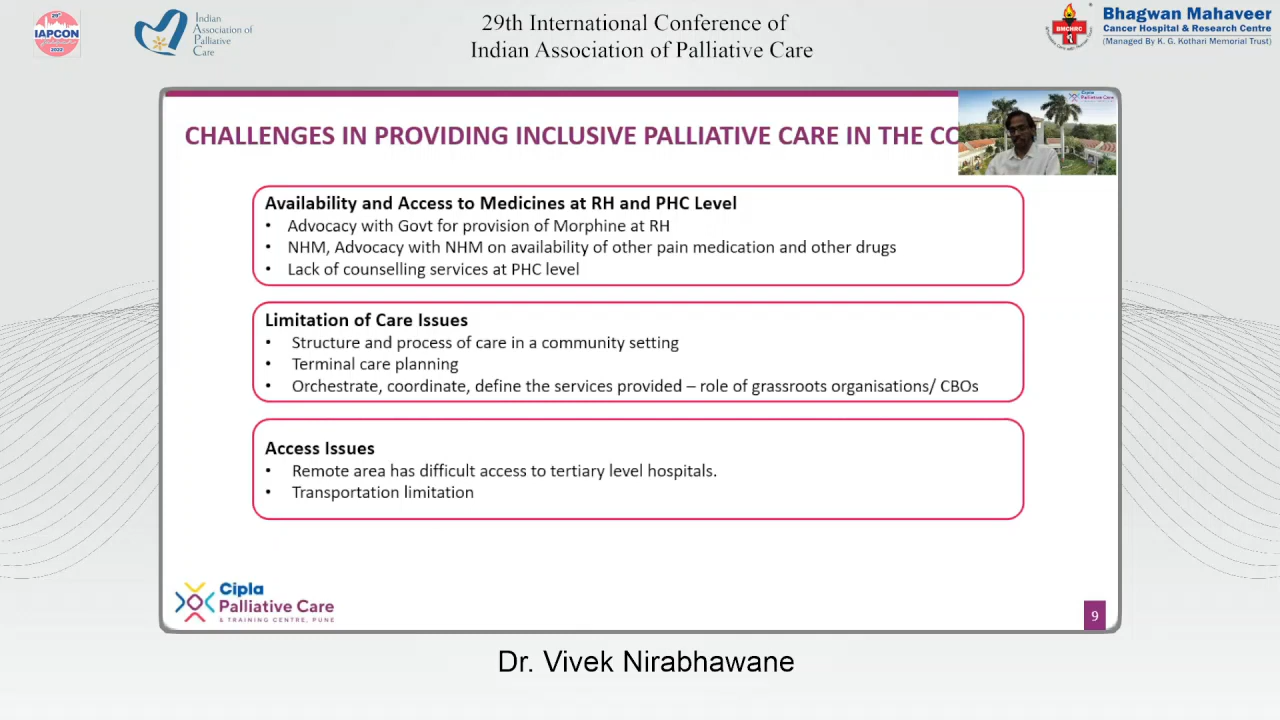 IAPCON
2022
Indian
Association of
Palliative
Care
29th International Conference of
Indian Association of Palliative Care
BMCHRC
Bhagwan Mahaveer
Cancer Hospital & Research Centre
(Managed By K. G. Kothari Memorial Trust)
CHALLENGES IN PROVIDING INCLUSIVE PALLIATIVE CARE IN THE CO
Cipla
Palliative Care
Availability and Access to Medicines at RH and PHC Level
• Advocacy with Govt for provision of Morphine at RH
• NHM, Advocacy with NHM on availability of other pain medication and other drugs
• Lack of counselling services at PHC level
Limitation of Care Issues
• Structure and process of care in a community setting
• Terminal care planning
• Orchestrate, coordinate, define the services provided – role of grassroots organisations/ CBOs
Access Issues
• Remote area has difficult access to tertiary level hospitals.
• Transportation limitation
Cipla
Palliative Care
& TRAINING CENTRE, PUNE
9
Dr. Vivek Nirabhawane